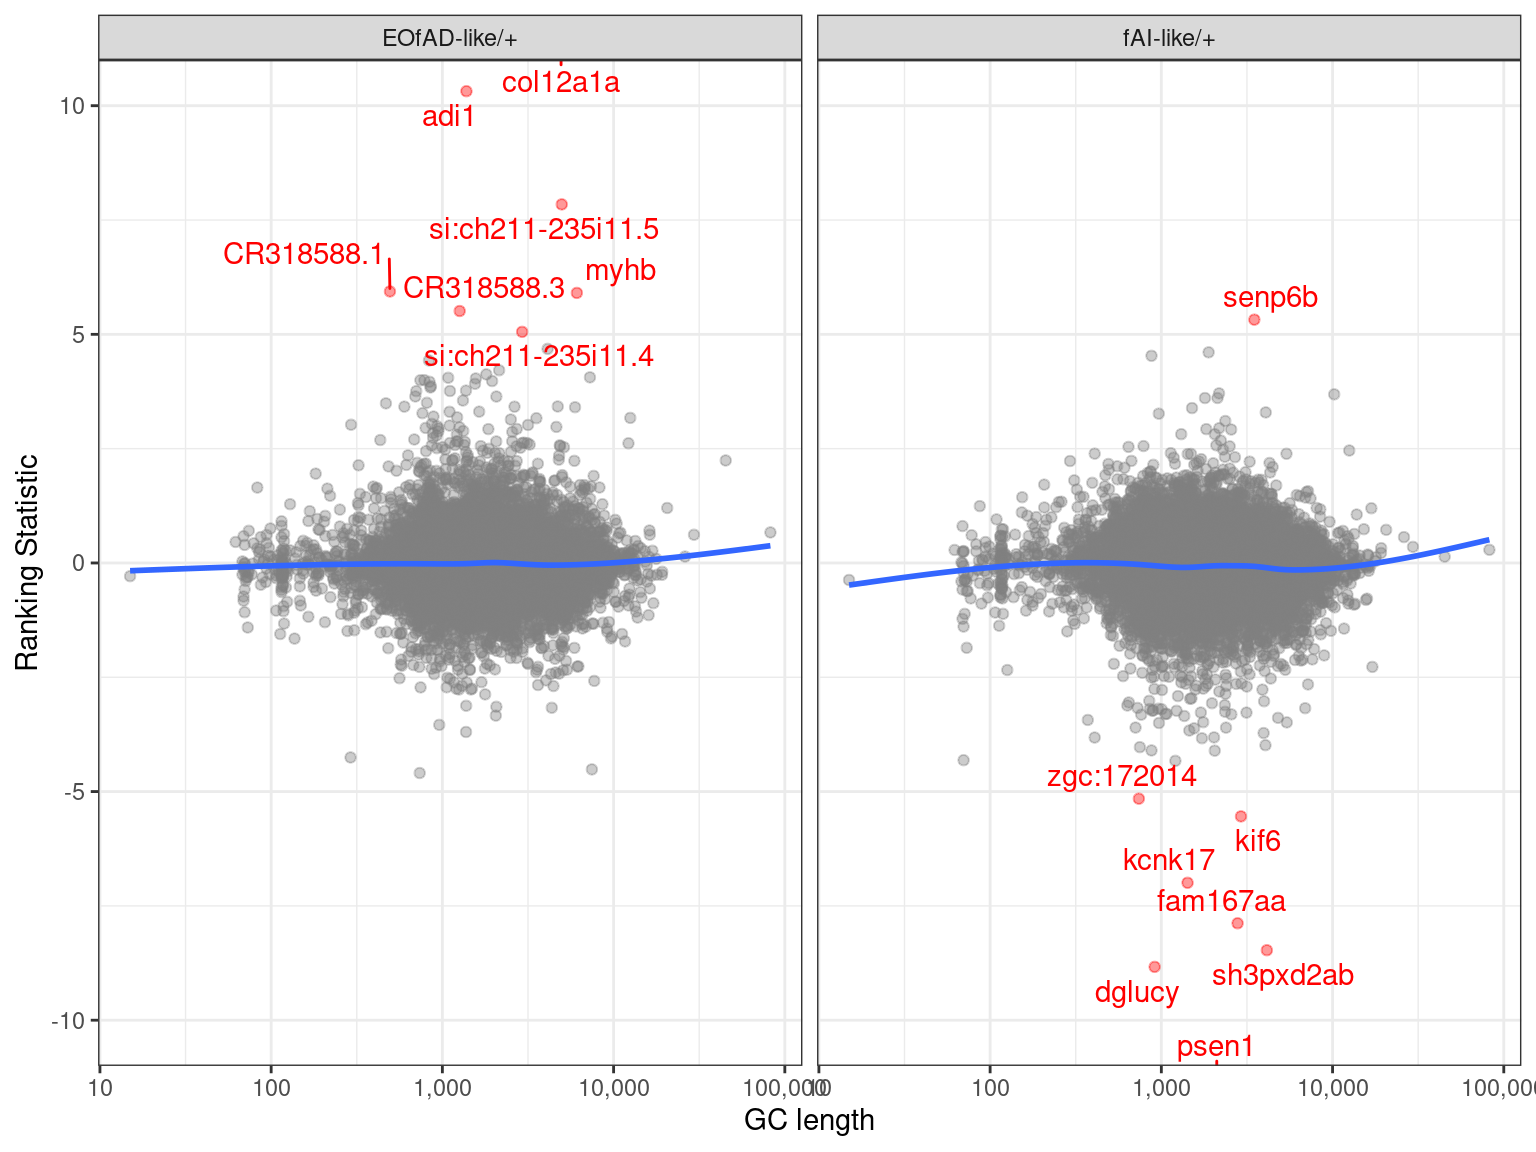 EOfAD-like/+
fAI-like/+
col12a1a
adi1
si:ch211-235i11.5
CR318588.1
myhb
CR318588.3
si:ch211-235i11.4
senp6b
zgc:172014
kif6
kcnk17
fam167aa
sh3pxd2ab
dglucy
psen1
10
5
0
-5
-10
Ranking Statistic
10
100
1,000
10,000
100,000
10
100
1,000
10,000
100,000
GC length